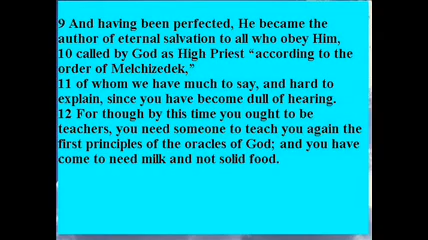 9 And having been perfected, He became the
author of eternal salvation to all who obey Him,
10 called by God as High Priest “according to the
order of Melchizedek,”
11 of whom we have much to say, and hard to
explain, since you have become dull of hearing.
12 For though by this time you ought to be
teachers, you need someone to teach you again the
first principles of the oracles of God; and you have
come to need milk and not solid food.